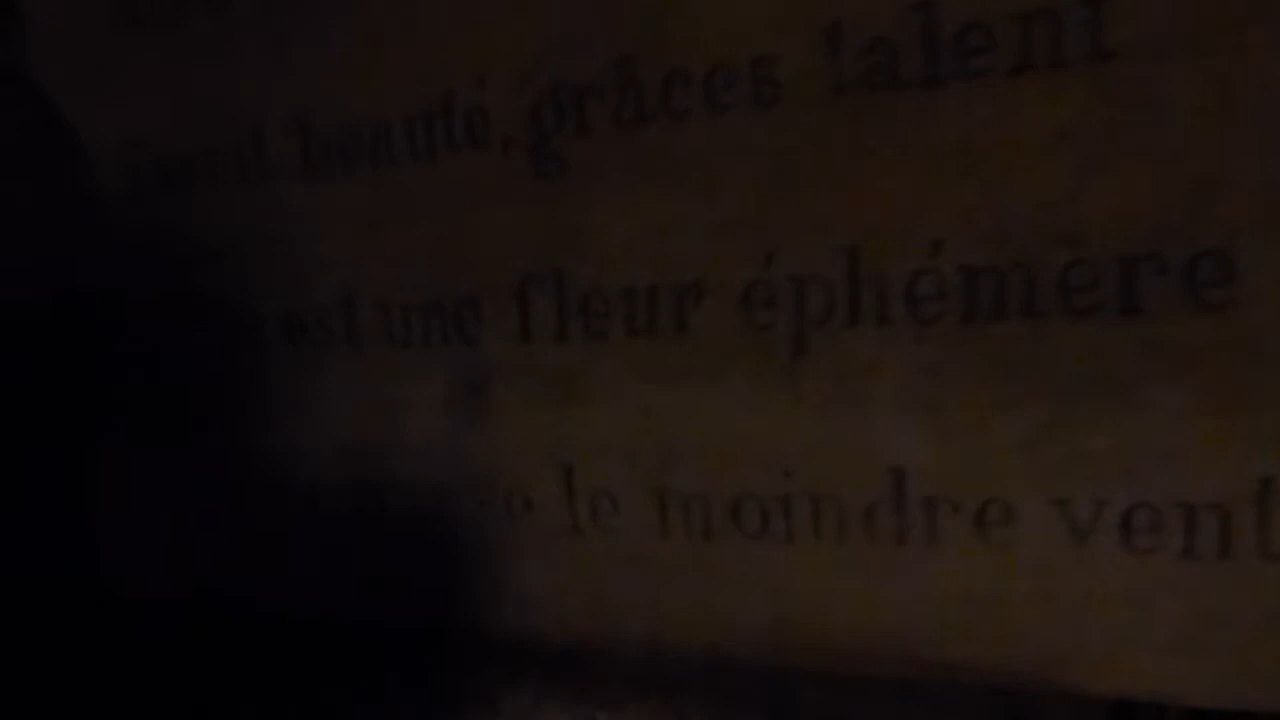 beauté, grâces talent
est une fleur éphémère
le moindre vent